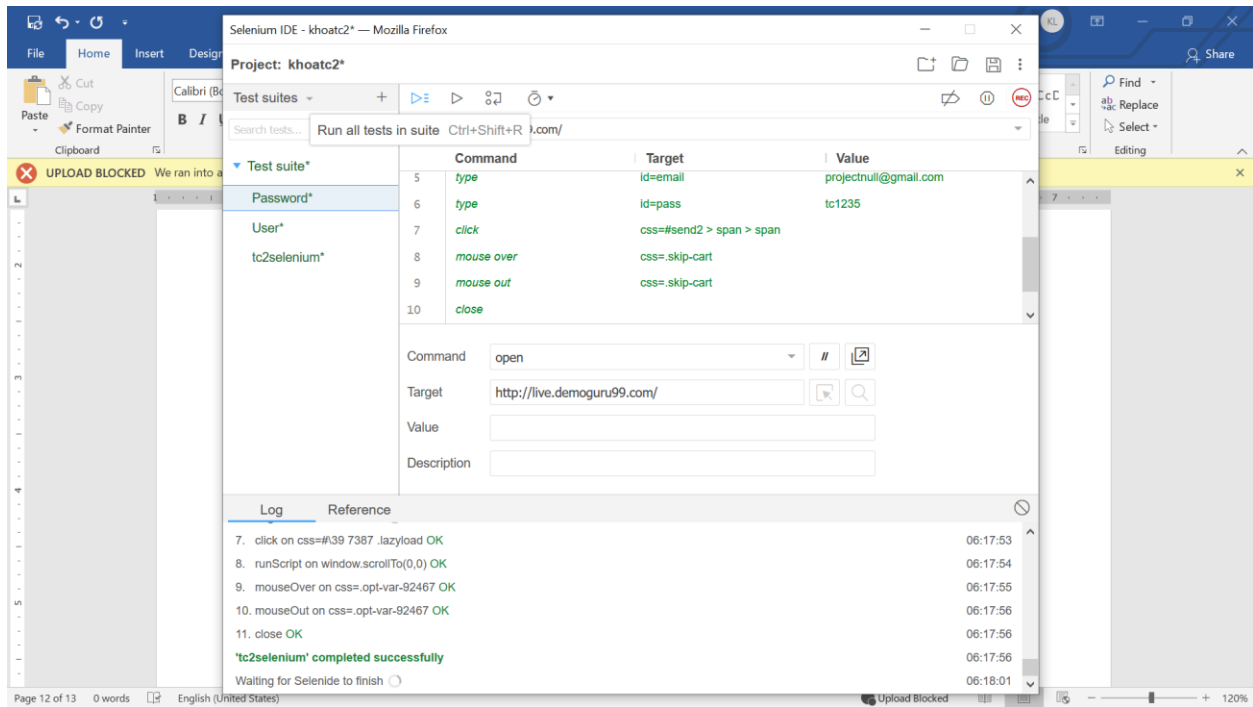 KL
File Home Insert Design
Share
Cut
Copy
Paste
Format Painter
Clipboard
Calibri (Bo
B I U
Find
Replace
Select
Editing
UPLOAD BLOCKED We ran into a
Selenium IDE - khoatc2* — Mozilla Firefox
Project: khoatc2*
Test suites
REC
Search tests...
Run all tests in suite Ctrl+Shift+R
9.com/
Test suite*
Password*
User*
tc2selenium*
Command Target Value
5 type id=email projectnull@gmail.com
6 type id=pass tc1235
7 click css=#send2 > span > span
8 mouse over css=.skip-cart
9 mouse out css=.skip-cart
10 close
Command open //
Target http://live.demoguru99.com/
Value
Description
Log Reference
7. click on css=#\39 7387 .lazyload OK 06:17:53
8. runScript on window.scrollTo(0,0) OK 06:17:54
9. mouseOver on css=.opt-var-92467 OK 06:17:55
10. mouseOut on css=.opt-var-92467 OK 06:17:56
11. close OK 06:17:56
'tc2selenium' completed successfully 06:17:56
Waiting for Selenide to finish 06:18:01
Page 12 of 13 0 words English (United States) Upload Blocked 120%